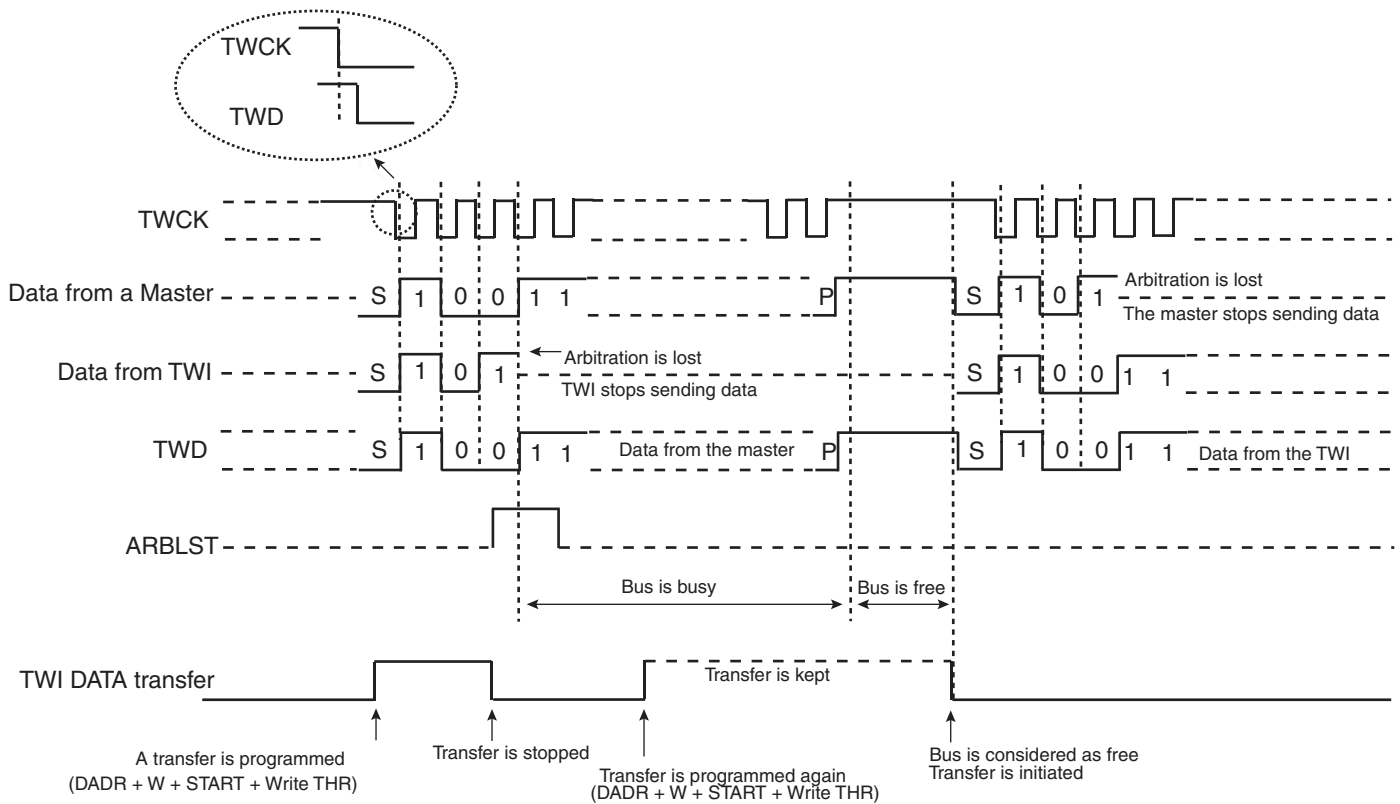 TWCK
TWD
TWCK
Data from a Master S 1 0 0 1 1 P S 1 0 1 Arbitration is lost
The master stops sending data
Data from TWI S 1 0 1 Arbitration is lost S 1 0 0 1 1
TWI stops sending data
TWD S 1 0 0 1 1 Data from the master P S 1 0 0 1 1 Data from the TWI
ARBLST
Bus is busy Bus is free
TWI DATA transfer Transfer is kept
A transfer is programmed
(DADR + W + START + Write THR)
Transfer is stopped
Transfer is programmed again
(DADR + W + START + Write THR)
Bus is considered as free
Transfer is initiated